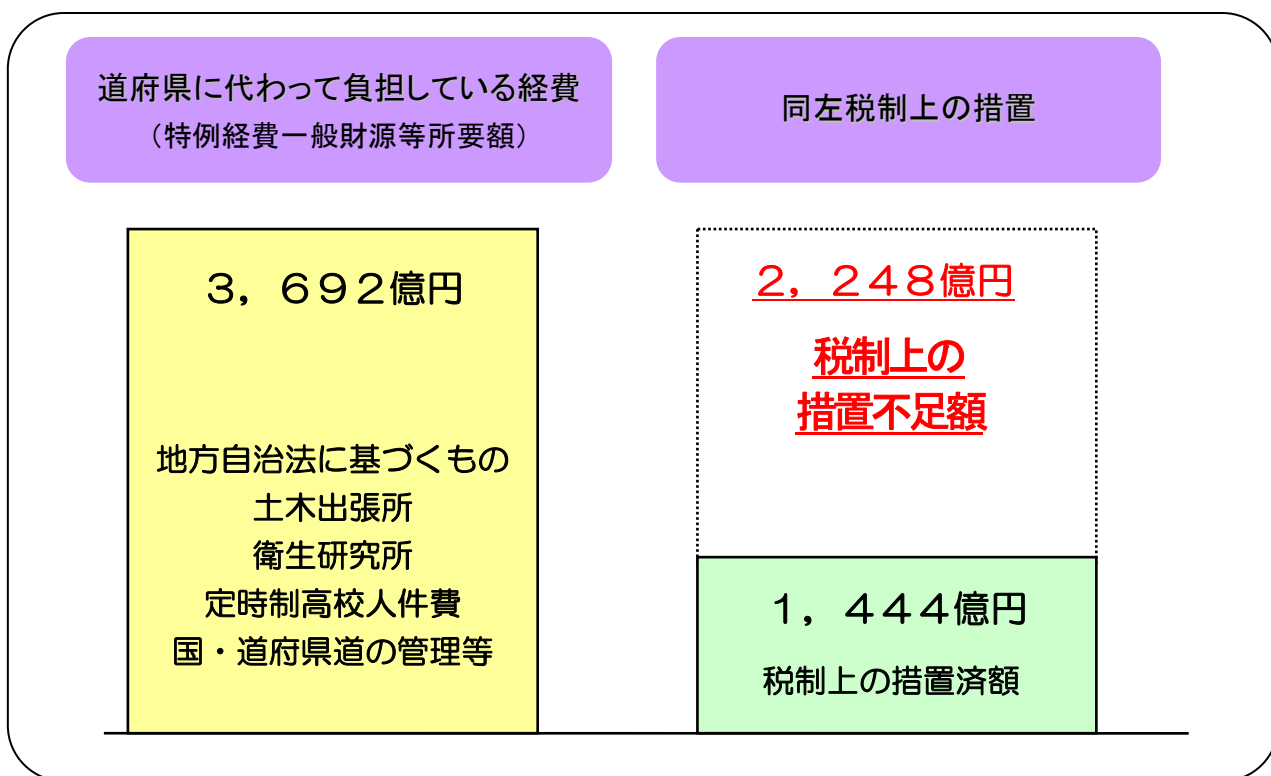 道府県に代わって負担している経費
（特例経費一般財源等所要額）
同左税制上の措置
３，６９２億円
地方自治法に基づくもの
土木出張所
衛生研究所
定時制高校人件費
国・道府県道の管理等
２，２４８億円
税制上の
措置不足額
１，４４４億円
税制上の措置済額